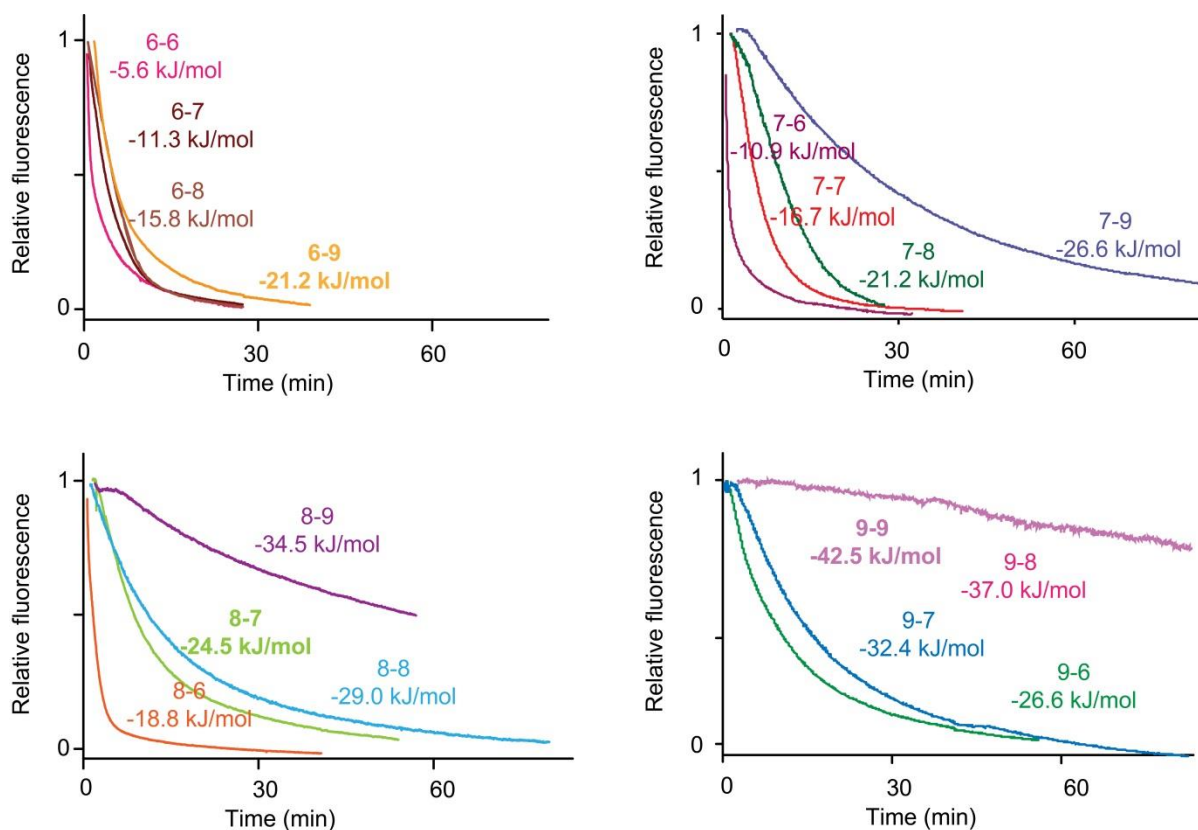 Relative fluorescence
1
0
6-6
-5.6 kJ/mol
6-7
-11.3 kJ/mol
6-8
-15.8 kJ/mol
6-9
-21.2 kJ/mol
0
30
60
Time (min)
Relative fluorescence
1
0
7-6
-10.9 kJ/mol
7-7
-16.7 kJ/mol
7-8
-21.2 kJ/mol
7-9
-26.6 kJ/mol
0
30
60
Time (min)
Relative fluorescence
1
0
8-9
-34.5 kJ/mol
8-7
-24.5 kJ/mol
8-8
-29.0 kJ/mol
8-6
-18.8 kJ/mol
0
30
60
Time (min)
Relative fluorescence
1
0
9-9
-42.5 kJ/mol
9-8
-37.0 kJ/mol
9-7
-32.4 kJ/mol
9-6
-26.6 kJ/mol
0
30
60
Time (min)